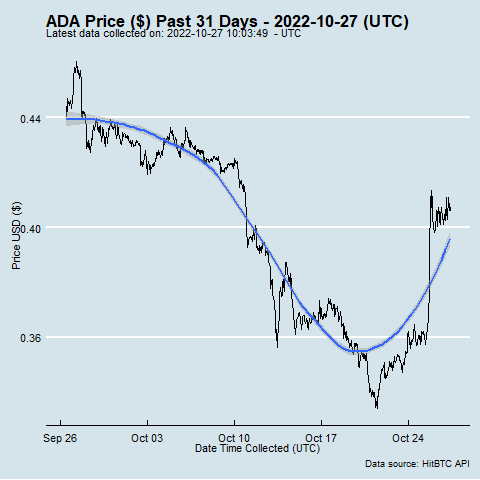 ADA Price ($) Past 31 Days - 2022-10-27 (UTC)
Latest data collected on: 2022-10-27 10:03:49 - UTC
0.44
0.40
0.36
Price USD ($)
Sep 26 Oct 03 Oct 10 Oct 17 Oct 24
Date Time Collected (UTC)
Data source: HitBTC API